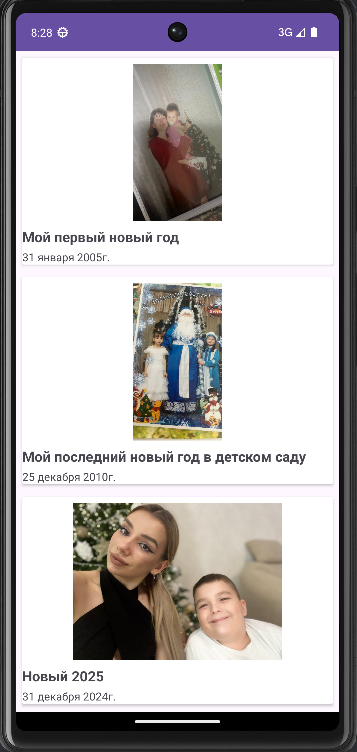 8:28
3G
Мой первый новый год
31 января 2005г.
Мой последний новый год в детском саду
25 декабря 2010г.
Новый 2025
31 декабря 2024г.